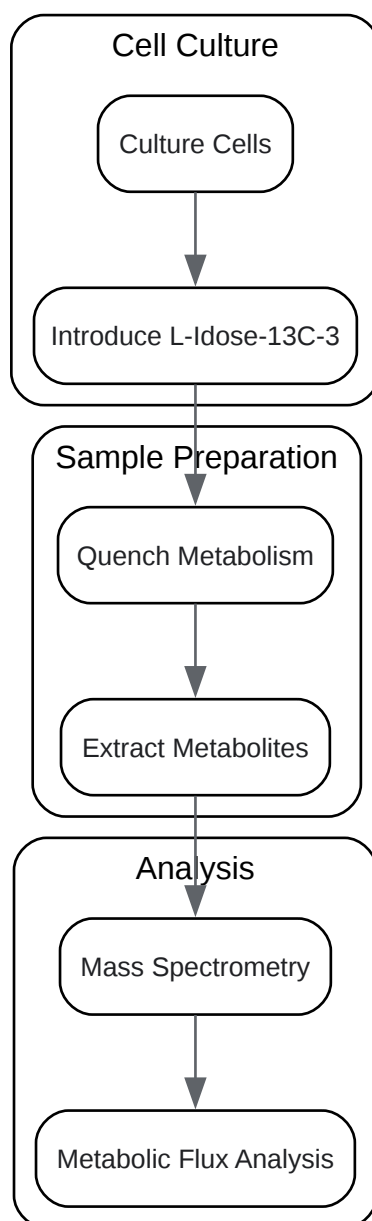 Cell Culture
Culture Cells
Introduce L-Idose-13C-3
Sample Preparation
Quench Metabolism
Extract Metabolites
Analysis
Mass Spectrometry
Metabolic Flux Analysis